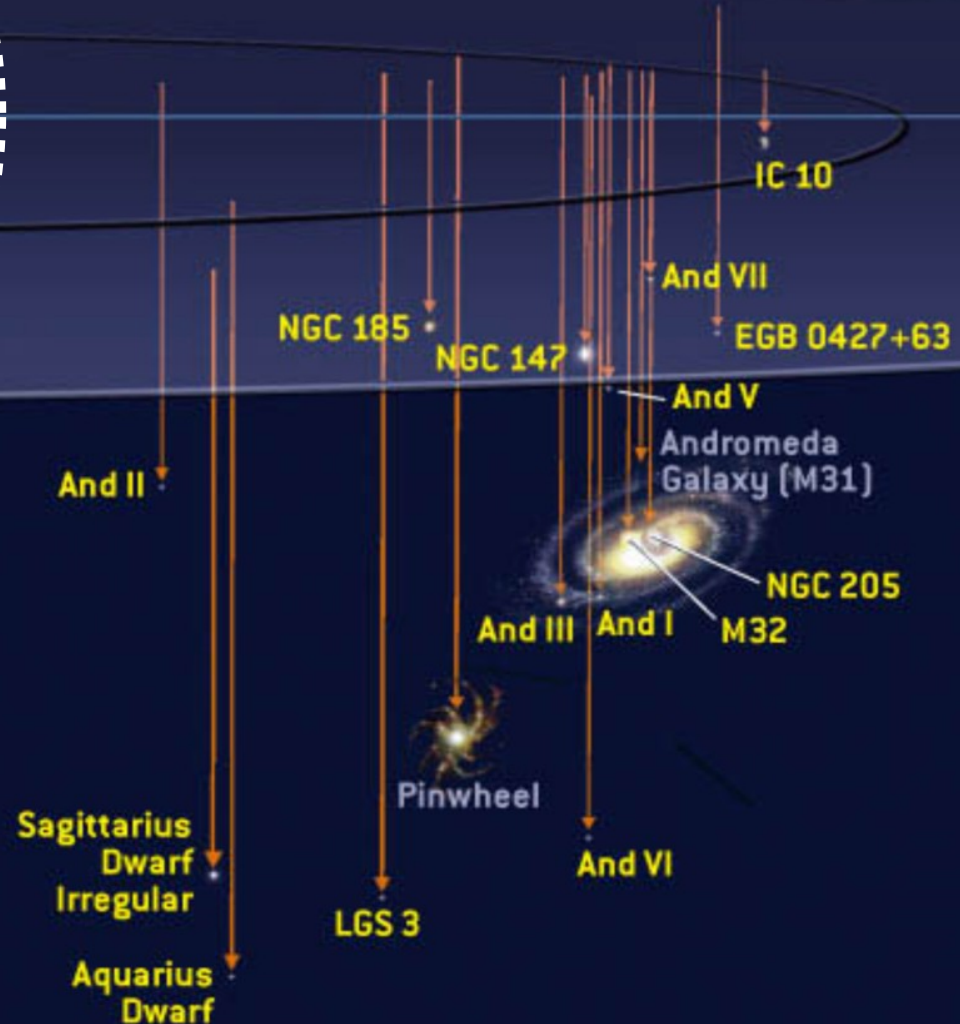 IC 10
And VII
NGC 185
EGB 0427+63
NGC 147
And V
Andromeda
Galaxy (M31)
And II
NGC 205
And III
And I
M32
Pinwheel
Sagittarius
Dwarf
Irregular
And VI
LGS 3
Aquarius
Dwarf